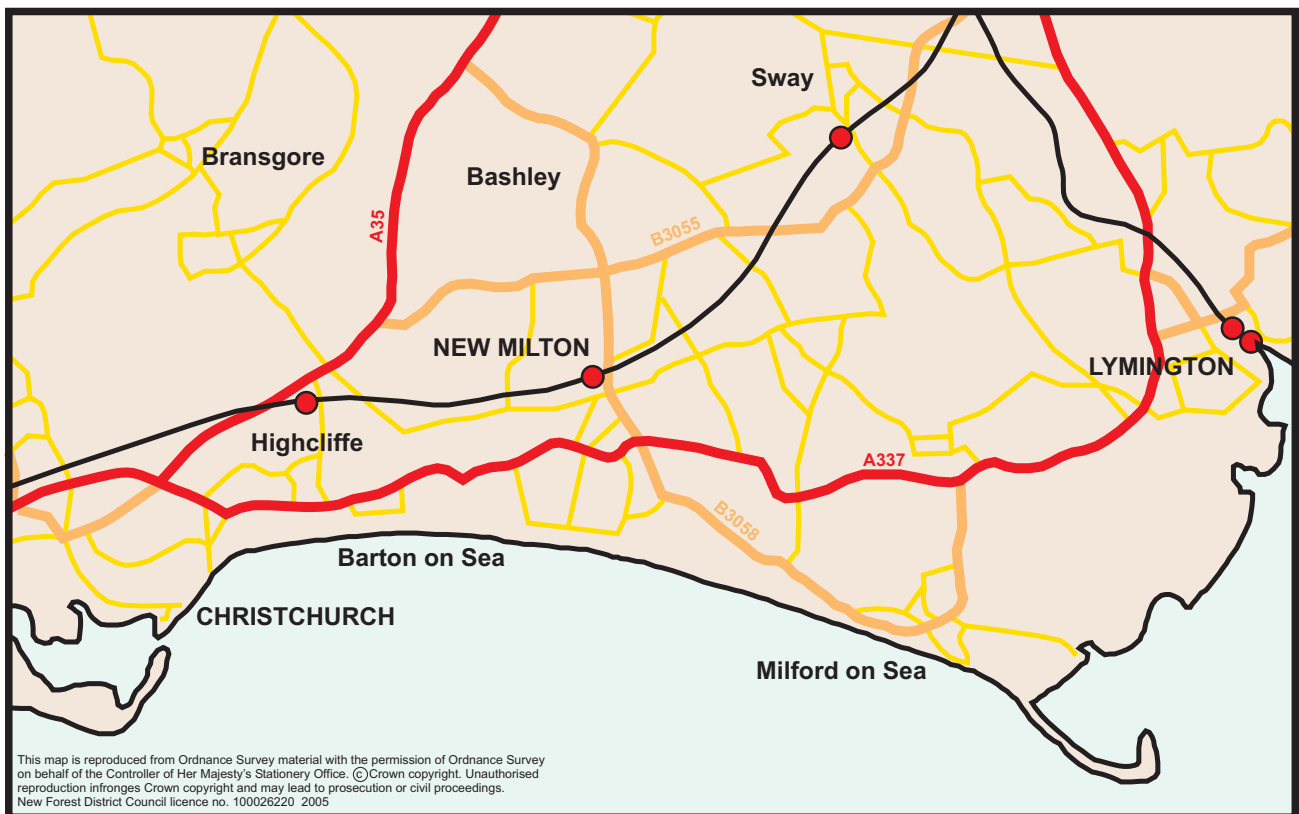 Sway
Bransgore
Bashley
A35
B3055
NEW MILTON
LYMINGTON
Highcliffe
A337
B3058
Barton on Sea
CHRISTCHURCH
Milford on Sea
This map is reproduced from Ordnance Survey material with the permission of Ordnance Survey
on behalf of the Controller of Her Majesty's Stationery Office. ©Crown copyright. Unauthorised
reproduction infronges Crown copyright and may lead to prosecution or civil proceedings.
New Forest District Council licence no. 100026220 2005